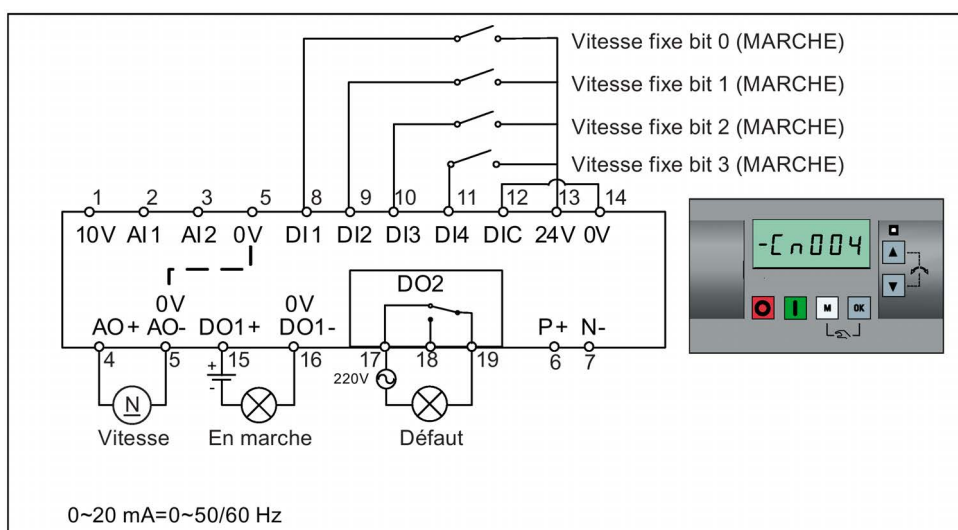 Vitesse fixe bit 0 (MARCHE)
Vitesse fixe bit 1 (MARCHE)
Vitesse fixe bit 2 (MARCHE)
Vitesse fixe bit 3 (MARCHE)
1 2 3 5 8 9 10 11 12 13 14
10V AI1 AI2 0V DI1 DI2 DI3 DI4 DIC 24V 0V
-Cn004
M OK
DO2
0V 0V
AO+ AO- DO1+ DO1- P+ N-
4 5 15 16 17 18 19 6 7
+
-
220V
N
Vitesse En marche Défaut
0~20 mA=0~50/60 Hz